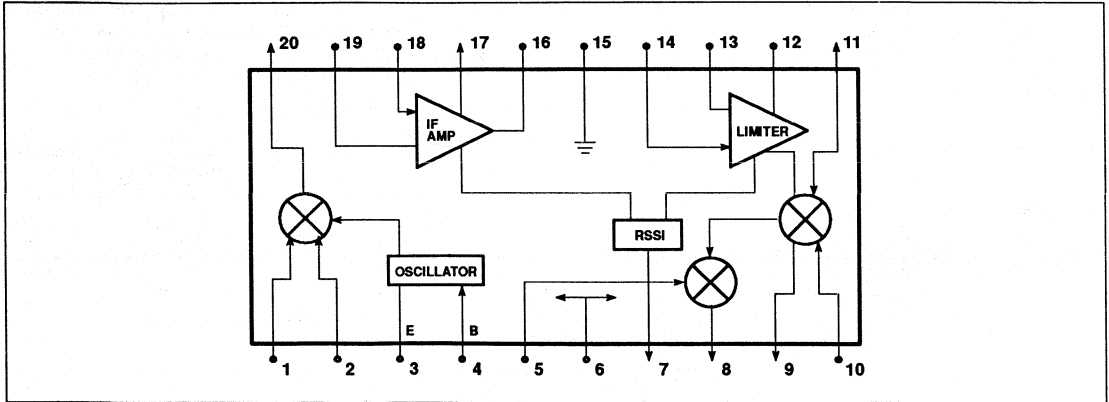 20 19 18 17 16 15 14 13 12 11
IF
AMP
LIMITER
RSSI
OSCILLATOR
E B
1 2 3 4 5 6 7 8 9 10